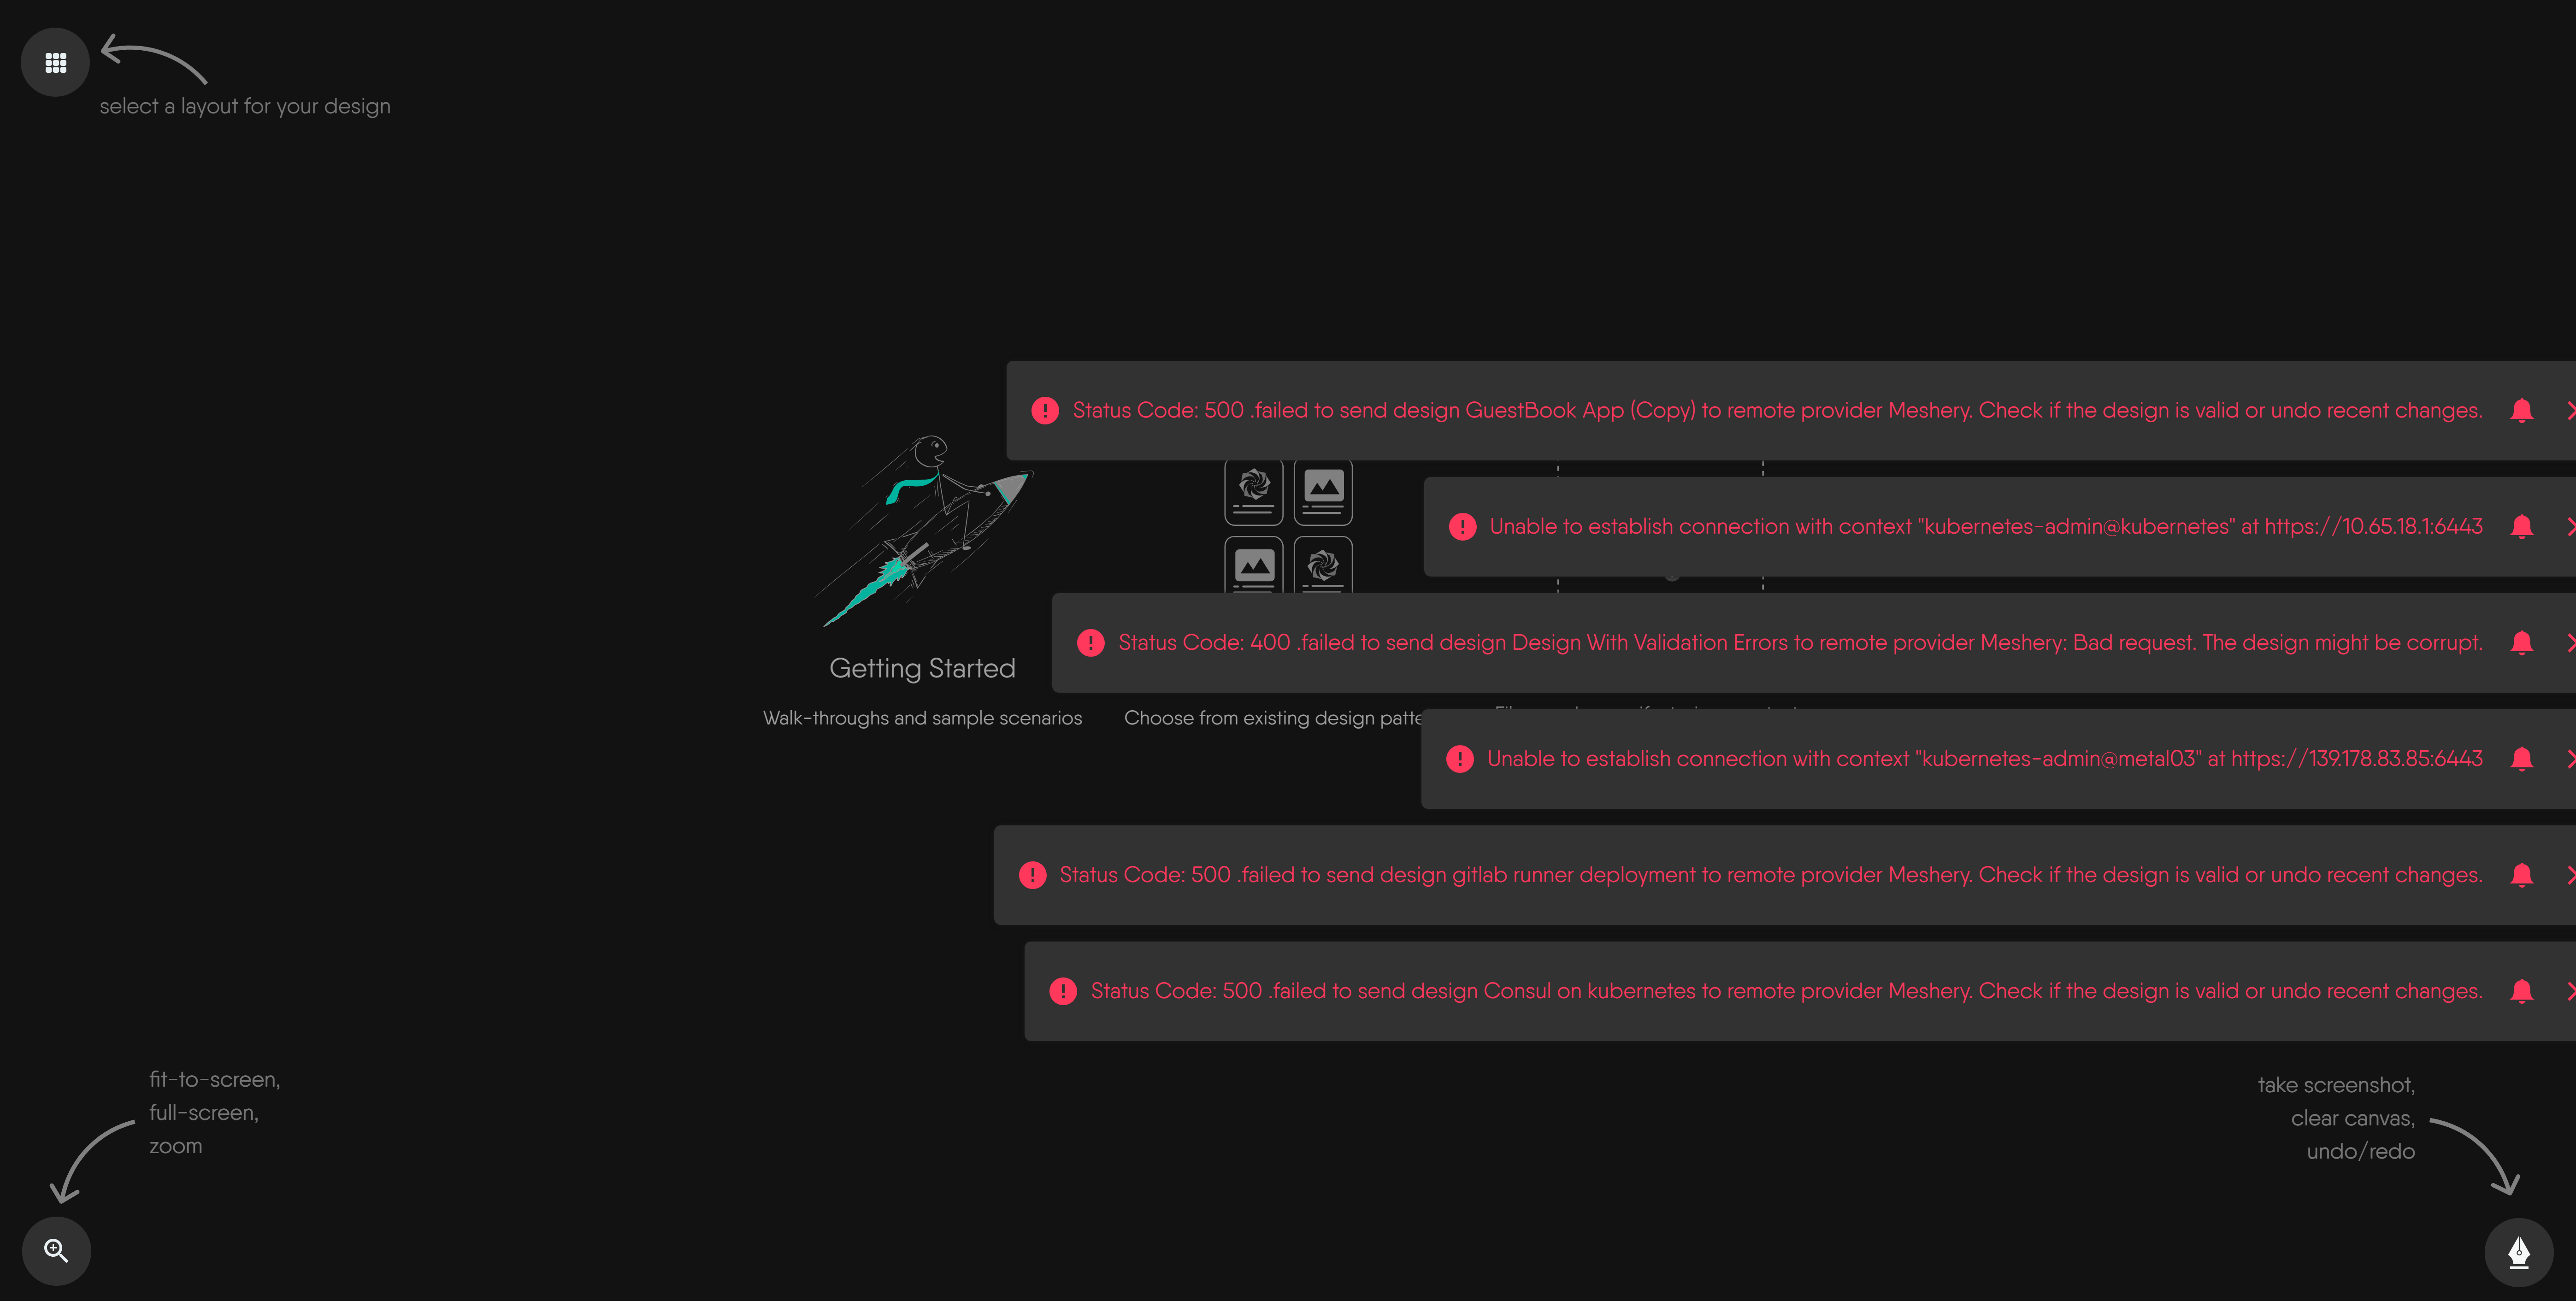 select a layout for your design
Status Code: 500 .failed to send design GuestBook App (Copy) to remote provider Meshery. Check if the design is valid or undo recent changes.
Unable to establish connection with context "kubernetes-admin@kubernetes" at https://10.65.18.1:6443
Status Code: 400 .failed to send design Design With Validation Errors to remote provider Meshery: Bad request. The design might be corrupt.
Getting Started
Walk-throughs and sample scenarios
Choose from existing design patte
Unable to establish connection with context "kubernetes-admin@metal03" at https://139.178.83.85:6443
Status Code: 500 .failed to send design gitlab runner deployment to remote provider Meshery. Check if the design is valid or undo recent changes.
Status Code: 500 .failed to send design Consul on kubernetes to remote provider Meshery. Check if the design is valid or undo recent changes.
fit-to-screen,
full-screen,
zoom
take screenshot,
clear canvas,
undo/redo